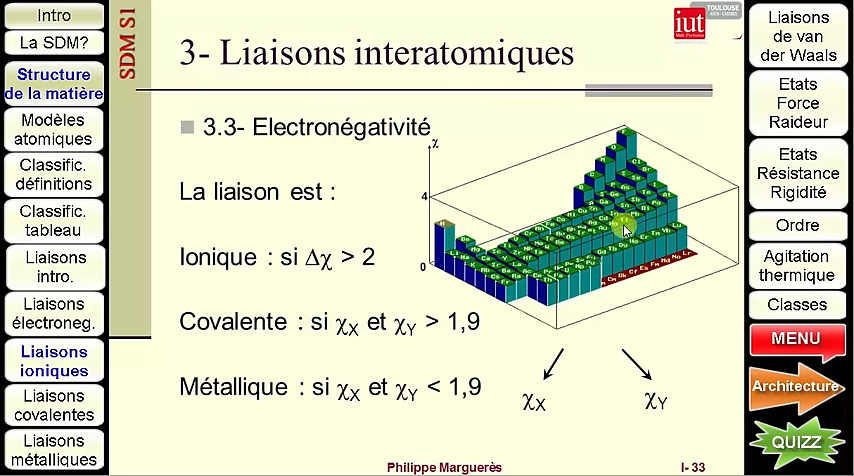 Intro
La SDM?
Structure
de la matière
Modèles
atomiques
Classific.
définitions
Classific.
tableau
Liaisons
intro.
Liaisons
électroneg.
Liaisons
ioniques
Liaisons
covalentes
Liaisons
métalliques
SDM S1
3- Liaisons interatomiques
iut
TOULOUSE
3.3- Electronégativité
La liaison est :
Ionique : si Δχ > 2
Covalente : si χX et χY > 1,9
Métallique : si χX et χY < 1,9
χ
4
0
H
χX
χY
Philippe Marguerès
I- 33
Liaisons
de van
der Waals
Etats
Force
Raideur
Etats
Résistance
Rigidité
Ordre
Agitation
thermique
Classes
MENU
Architecture
QUIZZ